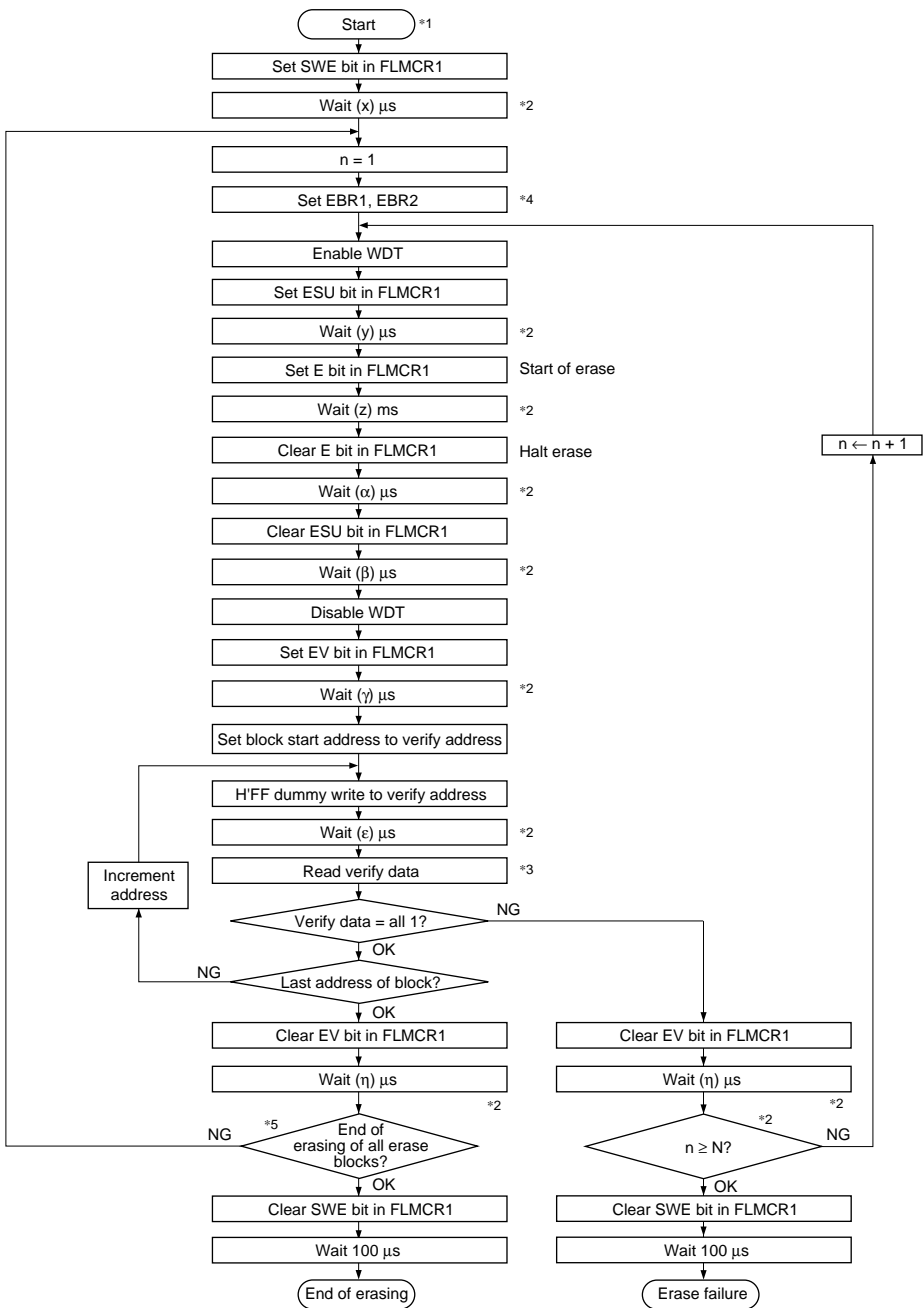 Start *1
Set SWE bit in FLMCR1
Wait (x) μs *2
n = 1
Set EBR1, EBR2 *4
Enable WDT
Set ESU bit in FLMCR1
Wait (y) μs *2
Set E bit in FLMCR1 Start of erase
Wait (z) ms *2
n ← n + 1
Clear E bit in FLMCR1 Halt erase
Wait (α) μs *2
Clear ESU bit in FLMCR1
Wait (β) μs *2
Disable WDT
Set EV bit in FLMCR1
Wait (γ) μs *2
Set block start address to verify address
H'FF dummy write to verify address
Wait (ε) μs *2
Increment
address
Read verify data *3
Verify data = all 1? NG
OK
NG Last address of block?
OK
Clear EV bit in FLMCR1
Wait (η) μs
*2
NG *5 End of
erasing of all erase
blocks?
OK
Clear SWE bit in FLMCR1
Wait 100 μs
End of erasing
Clear EV bit in FLMCR1
Wait (η) μs
*2
*2
n ≥ N? NG
OK
Clear SWE bit in FLMCR1
Wait 100 μs
Erase failure